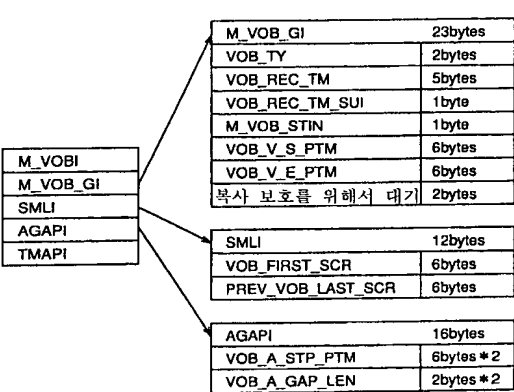 M_VOBI
M_VOB_GI
SMLI
AGAPI
TMAPI
M_VOB_GI 23bytes
VOB_TY 2bytes
VOB_REC_TM 5bytes
VOB_REC_TM_SUI 1byte
M_VOB_STIN 1byte
VOB_V_S_PTM 6bytes
VOB_V_E_PTM 6bytes
복사 보호를 위해서 대기 2bytes
SMLI 12bytes
VOB_FIRST_SCR 6bytes
PREV_VOB_LAST_SCR 6bytes
AGAPI 16bytes
VOB_A_STP_PTM 6bytes*2
VOB_A_GAP_LEN 2bytes*2